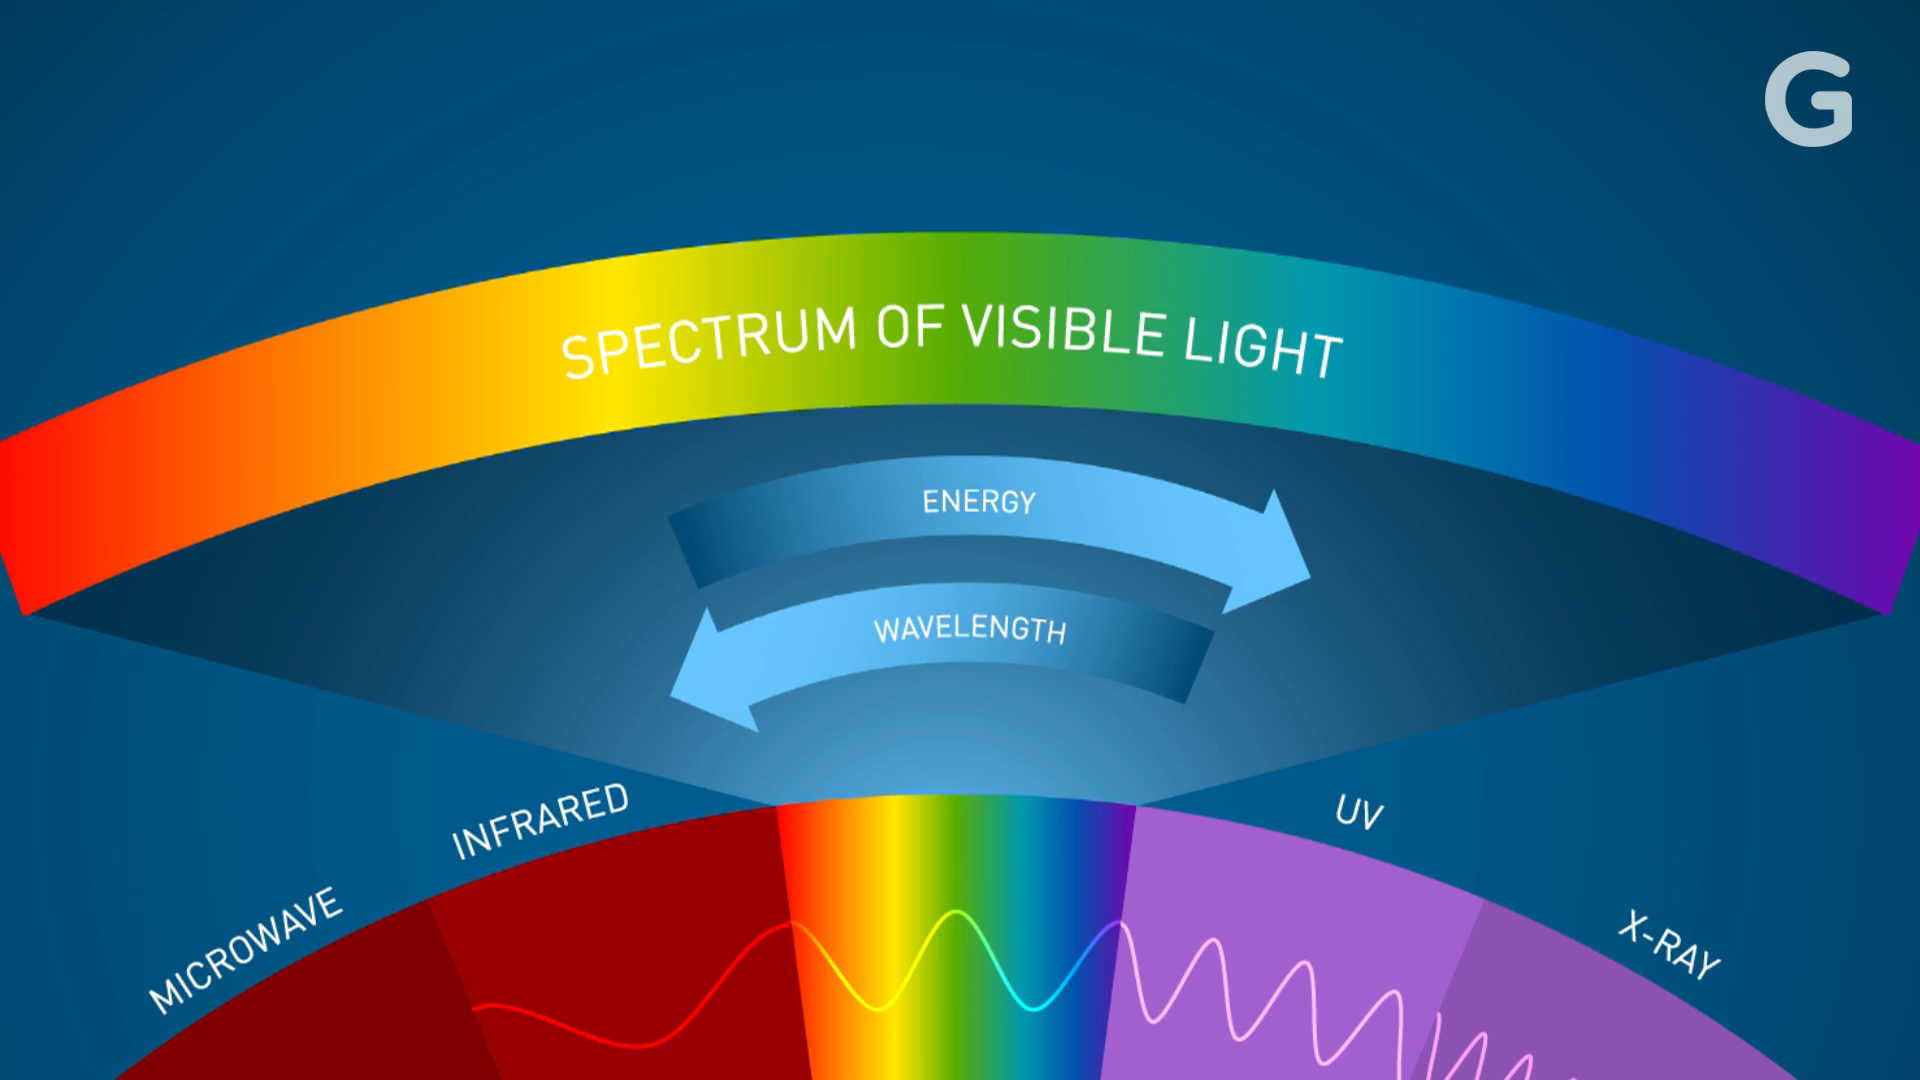 G
SPECTRUM OF VISIBLE LIGHT
ENERGY
WAVELENGTH
INFRARED
UV
MICROWAVE
X-RAY